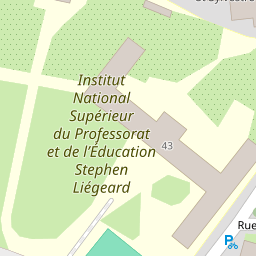 Institut
National
Supérieur
du Professorat
et de l'Éducation
Stephen
Liégeard
43
Rue
P